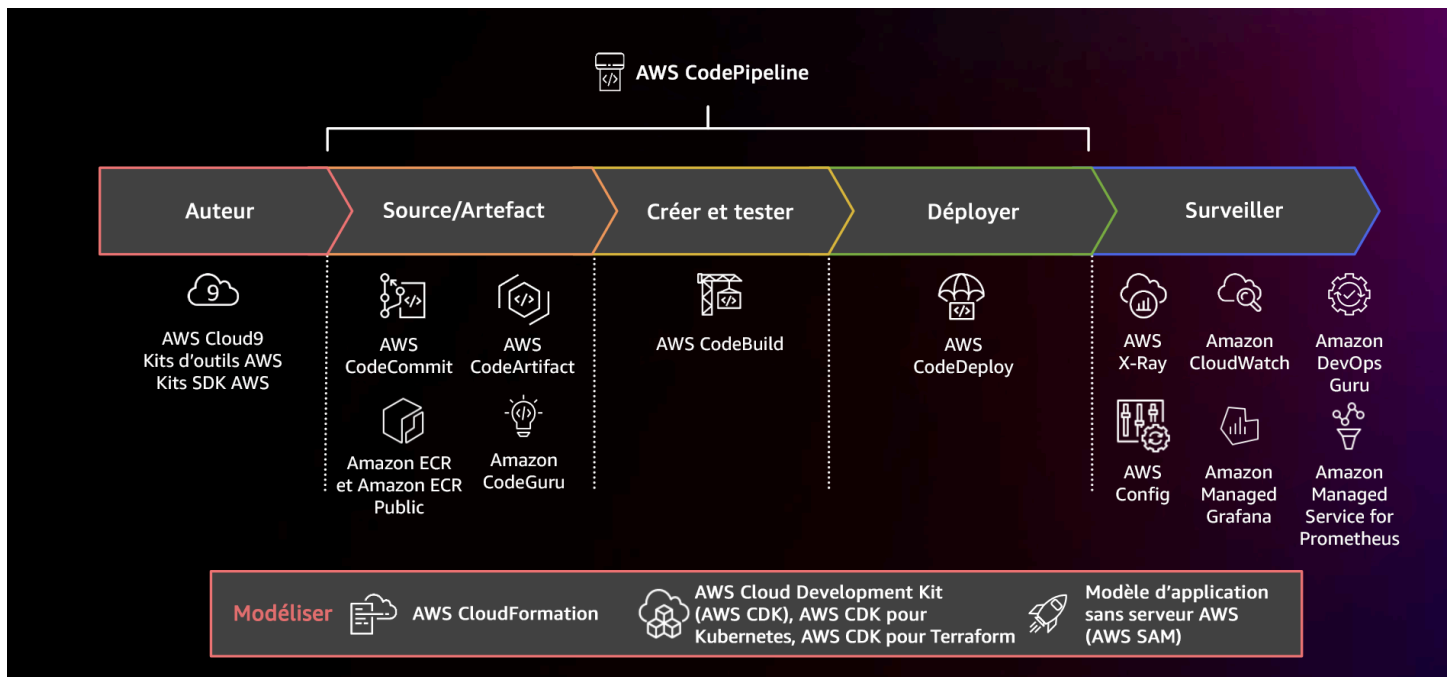 AWS CodePipeline
Auteur
Source/Artefact
Créer et tester
Déployer
Surveiller
9
AWS Cloud9
Kits d'outils AWS
Kits SDK AWS
AWS
CodeCommit
AWS
CodeArtifact
Amazon ECR
et Amazon ECR
Public
Amazon
CodeGuru
AWS CodeBuild
AWS
CodeDeploy
AWS
X-Ray
Amazon
CloudWatch
Amazon
DevOps
Guru
AWS
Config
Amazon
Managed
Grafana
Amazon
Managed
Service for
Prometheus
Modéliser
AWS CloudFormation
AWS Cloud Development Kit
(AWS CDK), AWS CDK pour
Kubernetes, AWS CDK pour Terraform
Modèle d'application
sans serveur AWS
(AWS SAM)